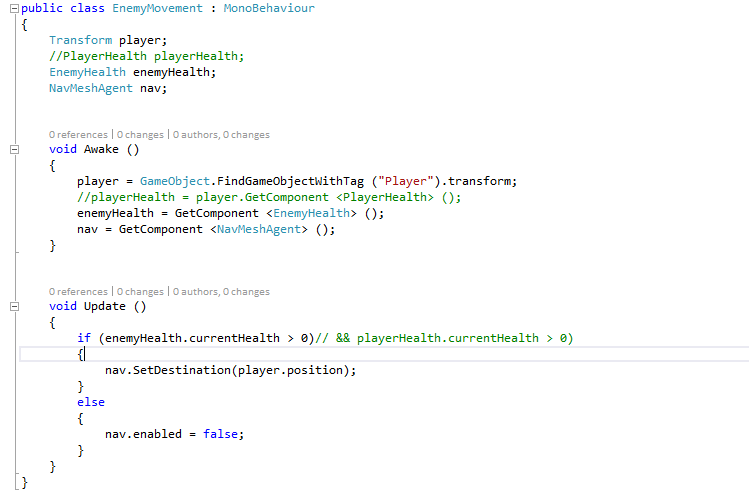 public class EnemyMovement : MonoBehaviour
{
    Transform player;
    //PlayerHealth playerHealth;
    EnemyHealth enemyHealth;
    NavMeshAgent nav;
    0 references | 0 changes | 0 authors, 0 changes
    void Awake ()
    {
        player = GameObject.FindGameObjectWithTag ("Player").transform;
        //playerHealth = player.GetComponent <PlayerHealth> ();
        enemyHealth = GetComponent <EnemyHealth> ();
        nav = GetComponent <NavMeshAgent> ();
    }
    0 references | 0 changes | 0 authors, 0 changes
    void Update ()
    {
        if (enemyHealth.currentHealth > 0)// && playerHealth.currentHealth > 0)
        {
            nav.SetDestination(player.position);
        }
        else
        {
            nav.enabled = false;
        }
    }
}